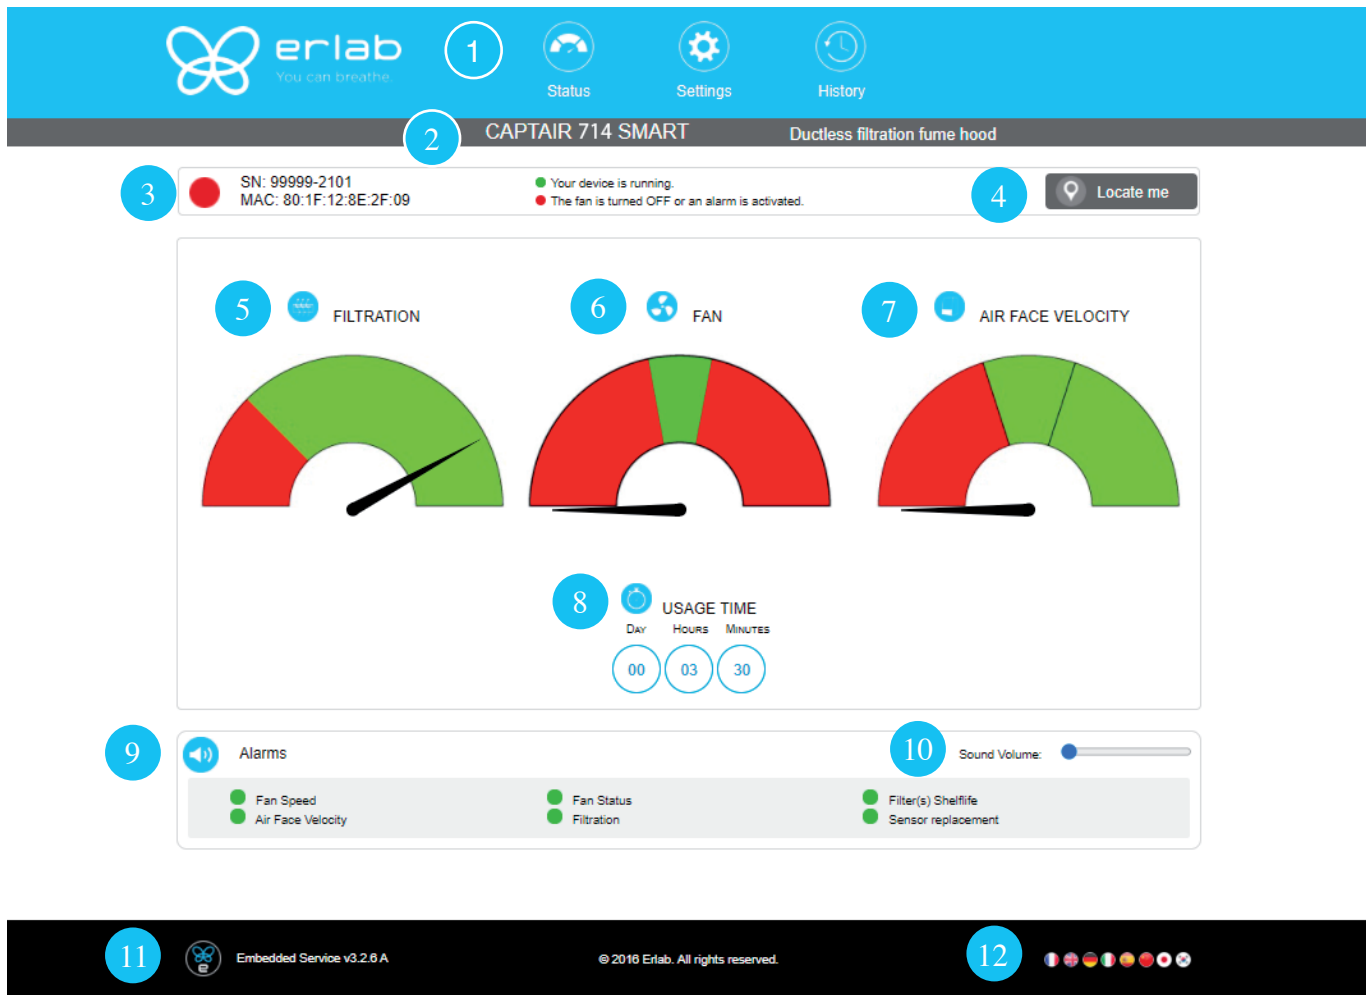 erlab
You can breathe.
1
Status
Settings
History
2
CAPTAIR 714 SMART
Ductless filtration fume hood
3
SN: 99999-2101
MAC: 80:1F:12:8E:2F:09
Your device is running.
The fan is turned OFF or an alarm is activated.
4
Locate me
5
FILTRATION
6
FAN
7
AIR FACE VELOCITY
8
USAGE TIME
DAY HOURS MINUTES
00 03 30
9
Alarms
10
Sound Volume:
Fan Speed
Fan Status
Filter(s) Shelflife
Air Face Velocity
Filtration
Sensor replacement
11
e
Embedded Service v3.2.6 A
© 2016 Erlab. All rights reserved.
12